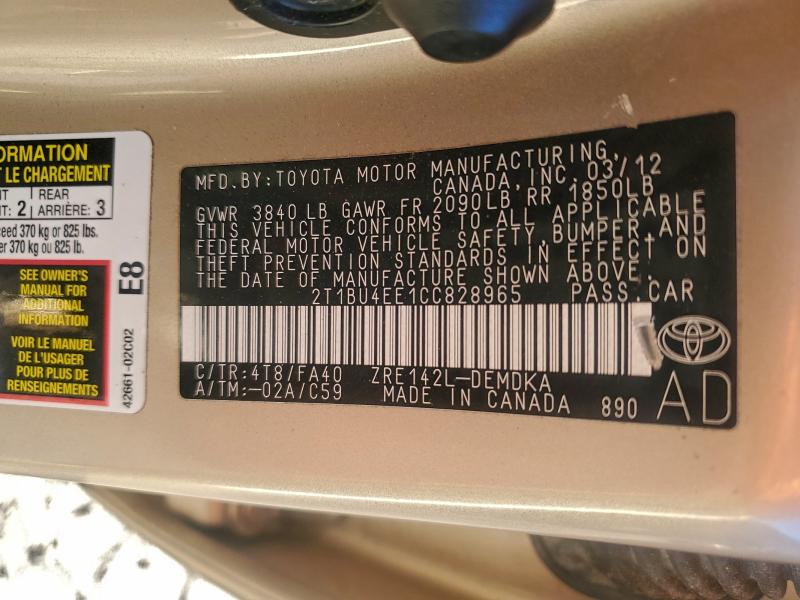 ORMATION
T LE CHARGEMENT
NT REAR
T: 2 ARRIÈRE: 3
ceed 370 kg or 825 lbs.
er 370 kg ou 825 lb.
SEE OWNER'S
MANUAL FOR
ADDITIONAL
INFORMATION
VOIR LE MANUEL
DE L'USAGER
POUR PLUS DE
RENSEIGNEMENTS
E8
42661-02C02
MFD.BY:TOYOTA MOTOR MANUFACTURING,
CANADA, INC. 03/12
GVWR 3840 LB GAWR FR 2090LB RR 1850LB
THIS VEHICLE CONFORMS TO ALL APPLICABLE
FEDERAL MOTOR VEHICLE SAFETY,BUMPER,AND
THEFT PREVENTION STANDARDS IN EFFECT ON
THE DATE OF MANUFACTURE SHOWN ABOVE.
2T1BU4EE1CC828965 PASS.CAR
C/TR:4T8/FA40 ZRE142L-DEMDKA
A/TM:-02A/C59 MADE IN CANADA 890 AD